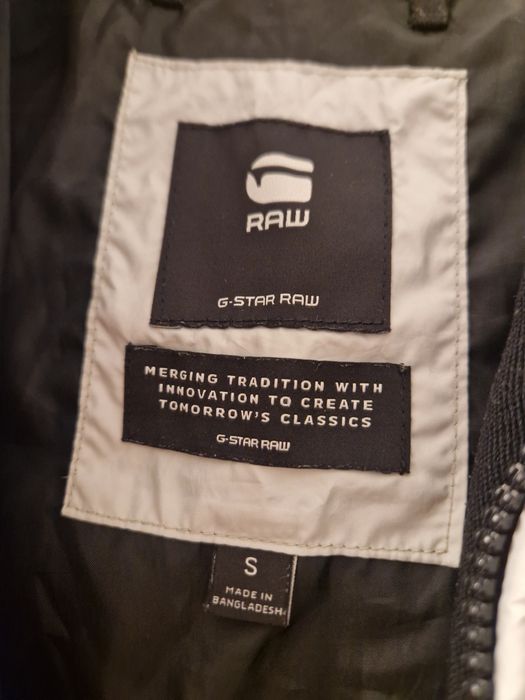 RAW
G-STAR RAW
MERGING TRADITION WITH
INNOVATION TO CREATE
TOMORROW'S CLASSICS
G-STAR RAW
S
MADE IN
BANGLADESH